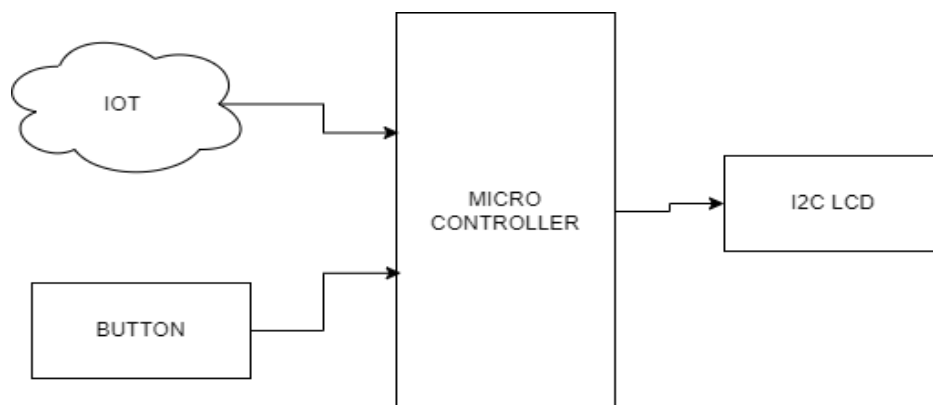 IOT
MICRO
CONTROLLER
I2C LCD
BUTTON